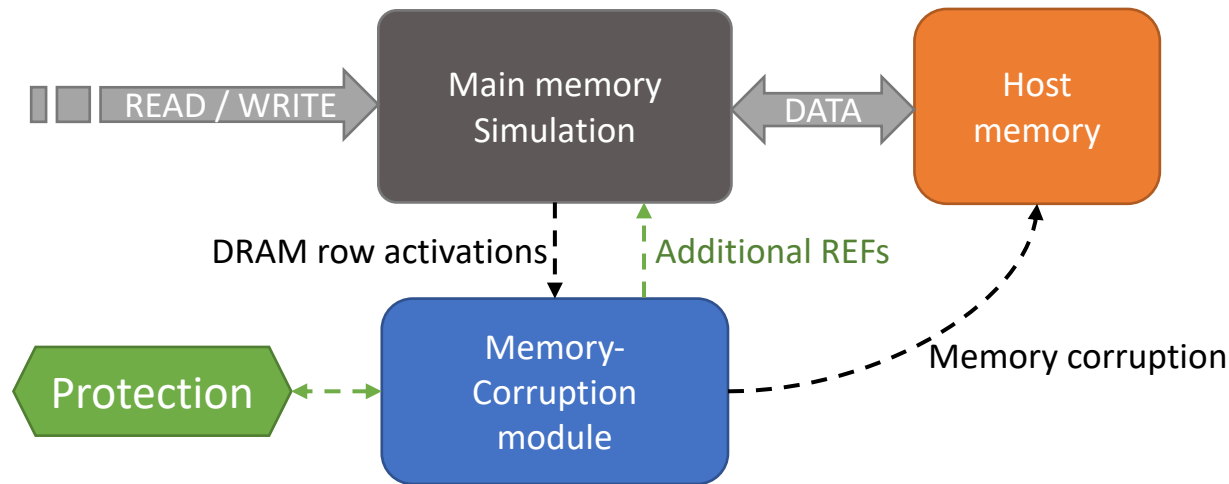 READ / WRITE
Main memory
Simulation
DATA
Host
memory
DRAM row activations
Additional REFs
Protection
Memory-
Corruption
module
Memory corruption